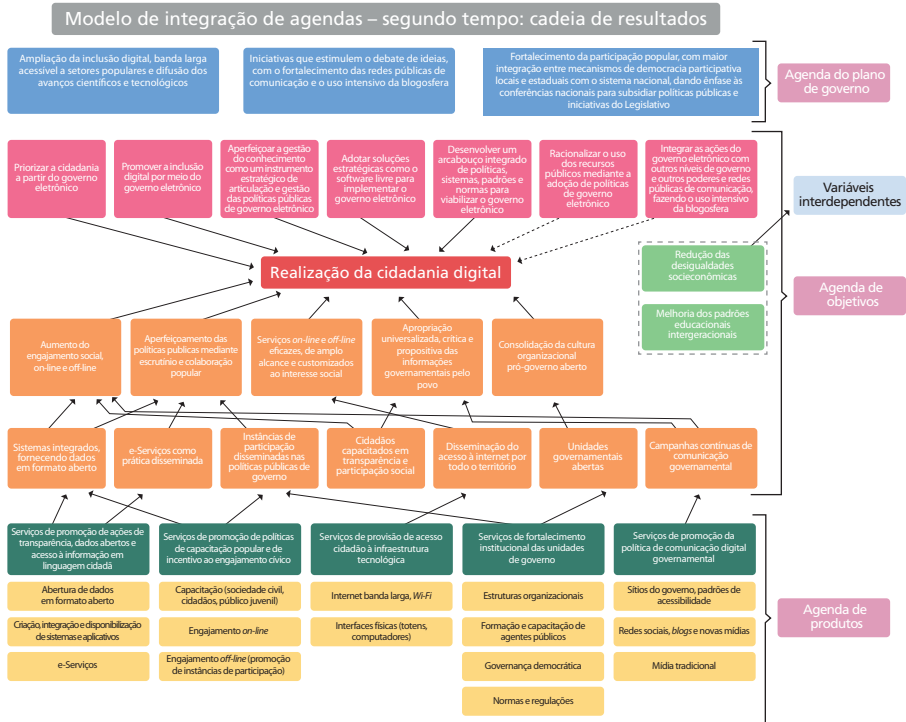 Modelo de integração de agendas – segundo tempo: cadeia de resultados
Ampliação da inclusão digital, banda larga
acessível a setores populares e difusão dos
avanços científicos e tecnológicos
Iniciativas que estimulem o debate de ideias,
com o fortalecimento das redes públicas de
comunicação e o uso intensivo da blogosfera
Fortalecimento da participação popular, com maior
integração entre mecanismos de democracia participativa
locais e estaduais com o sistema nacional, dando ênfase às
conferências nacionais para subsidiar políticas públicas e
iniciativas do Legislativo
Agenda do plano
de governo
Priorizar a cidadania
a partir do governo
eletrônico
Promover a inclusão
digital por meio do
governo eletrônico
Aperfeiçoar a gestão
do conhecimento
como um instrumento
estratégico de
articulação e gestão
das políticas públicas
de governo eletrônico
Adotar soluções
estratégicas como o
software livre para
implementar o
governo eletrônico
Desenvolver um
arcabouço integrado
de políticas,
sistemas, padrões e
normas para
viabilizar o governo
eletrônico
Racionalizar o uso
dos recursos
públicos mediante a
adoção de políticas
de governo
eletrônico
Integrar as ações do
governo eletrônico com
outros níveis de governo
e outros poderes e redes
públicas de comunicação,
fazendo o uso intensivo
da blogosfera
Variáveis
interdependentes
Realização da cidadania digital
Redução das
desigualdades
socieconômicas
Melhoria dos padrões
educacionais
intergeracionais
Agenda de
objetivos
Aumento do
engajamento social,
on-line e off-line
Aperfeiçoamento das
políticas publicas mediante
escrutínio e colaboração
popular
Serviços on-line e off-line
eficazes, de amplo
alcance e customizados
ao interesse social
Apropriação
universalizada, crítica e
propositiva das
informações
governamentais pelo
povo
Consolidação da cultura
organizacional
pró-governo aberto
Sistemas integrados,
fornecendo dados
em formato aberto
e-Serviços como
prática disseminada
Instâncias de
participação
disseminadas nas
políticas públicas de
governo
Cidadãos
capacitados em
transparência e
participação social
Disseminação do
acesso à internet por
todo o território
Unidades
governamentais
abertas
Campanhas contínuas de
comunicação
governamental
Serviços de promoção de ações de
transparência, dados abertos e
acesso à informação em
linguagem cidadã
Serviços de promoção de políticas
de capacitação popular e de
incentivo ao engajamento cívico
Serviços de provisão de acesso
cidadão à infraestrutura
tecnológica
Serviços de fortalecimento
institucional das unidades
de governo
Serviços de promoção da
política de comunicação digital
governamental
Abertura de dados
em formato aberto
Capacitação (sociedade civil,
cidadãos, público juvenil)
Internet banda larga, Wi-Fi
Estruturas organizacionais
Sítios do governo, padrões de
acessibilidade
Criação, integração e disponibilização
de sistemas e aplicativos
Engajamento on-line
Interfaces físicas (totens,
computadores)
Formação e capacitação de
agentes públicos
Redes sociais, blogs e novas mídias
Agenda de
produtos
e-Serviços
Engajamento off-line (promoção
de instâncias de participação)
Governança democrática
Mídia tradicional
Normas e regulações